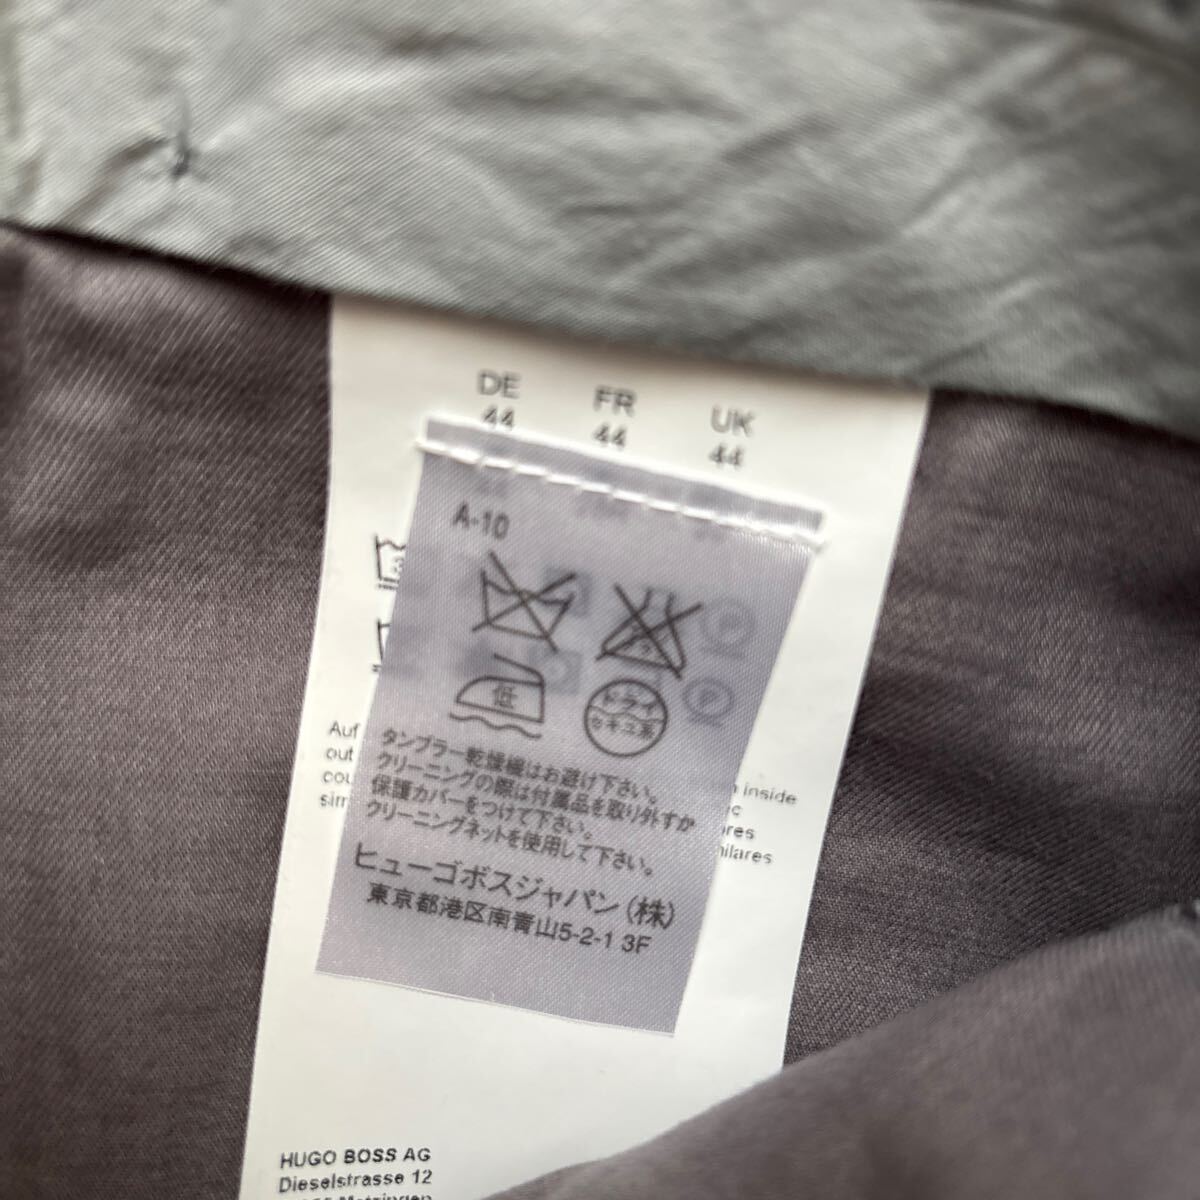 DE FR UK
44 44 44
A-10
低
ドライ
セキユ系
タンブラー乾燥機はお避け下さい。
クリーニングの際は付属品を取り外すか
保護カバーをつけて下さい。
クリーニングネットを使用して下さい。
ヒューゴボスジャパン(株)
東京都港区南青山5-2-1 3F
Auf
out inside
HUGO BOSS AG
Dieselstrasse 12